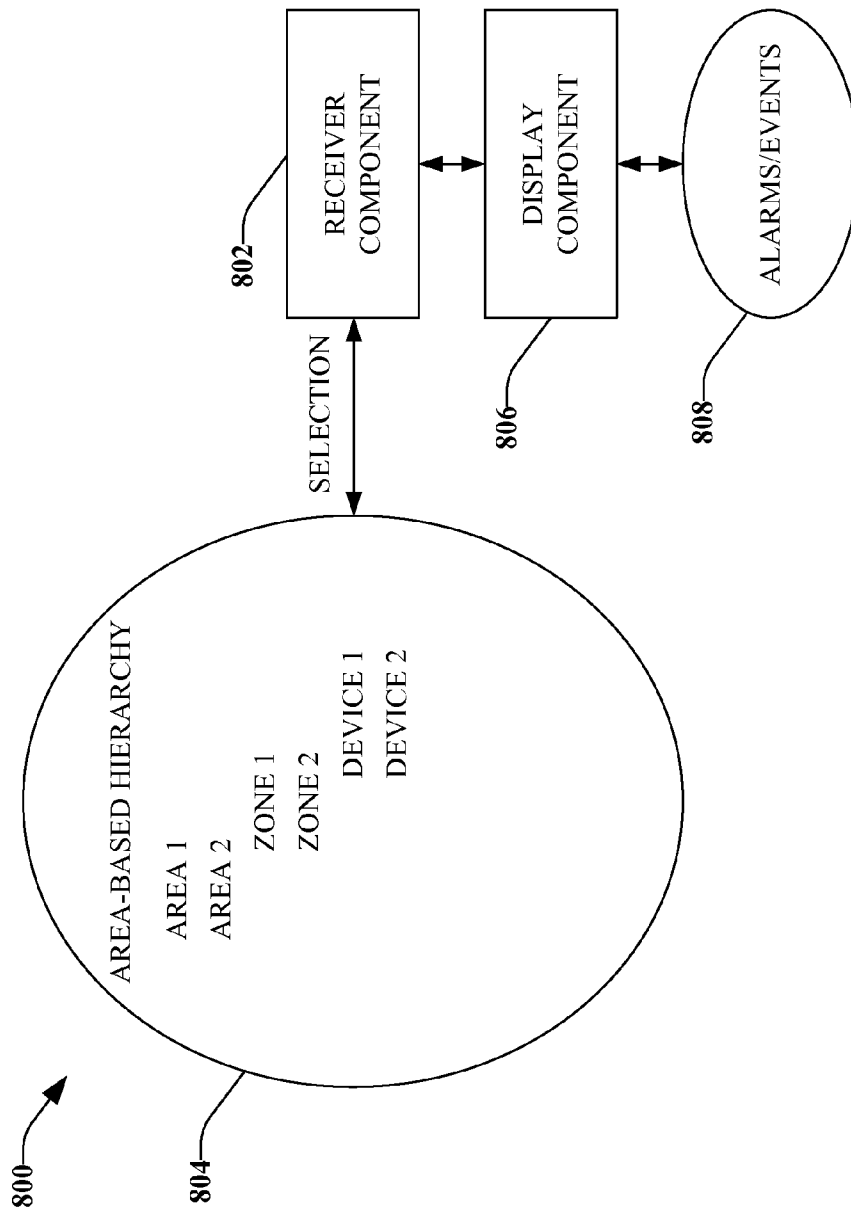 800
804
AREA-BASED HIERARCHY
AREA 1
AREA 2
ZONE 1
ZONE 2
DEVICE 1
DEVICE 2
SELECTION
802
RECEIVER
COMPONENT
806
DISPLAY
COMPONENT
808
ALARMS/EVENTS